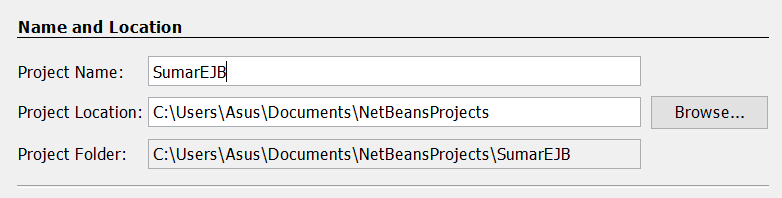 Name and Location
Project Name: SumarEJB
Project Location: C:\Users\Asus\Documents\NetBeansProjects Browse...
Project Folder: C:\Users\Asus\Documents\NetBeansProjects\SumarEJB